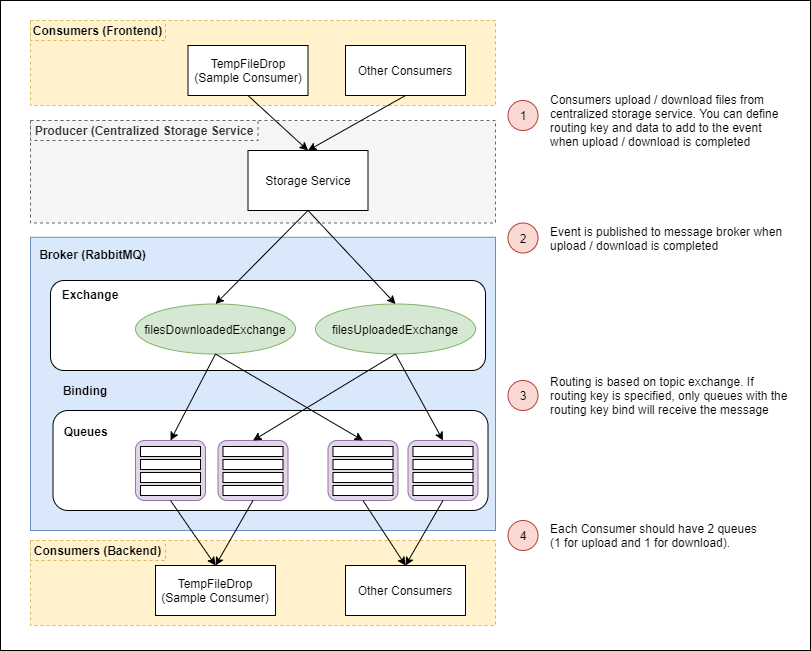 Consumers (Frontend)
TempFileDrop
(Sample Consumer)
Other Consumers
Producer (Centralized Storage Service
Storage Service
Broker (RabbitMQ)
Exchange
filesDownloadedExchange
filesUploadedExchange
Binding
Queues
Consumers (Backend)
TempFileDrop
(Sample Consumer)
Other Consumers
1
Consumers upload / download files from
centralized storage service. You can define
routing key and data to add to the event
when upload / download is completed
2
Event is published to message broker when
upload / download is completed
3
Routing is based on topic exchange. If
routing key is specified, only queues with the
routing key bind will receive the message
4
Each Consumer should have 2 queues
(1 for upload and 1 for download).